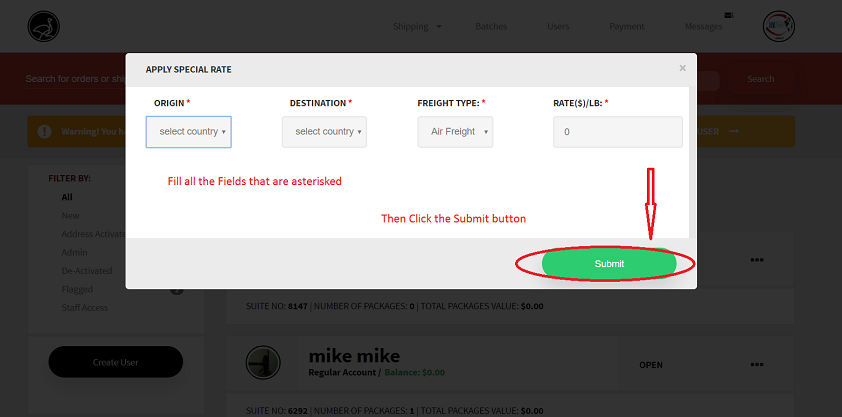 Shipping
Batches
Users
Payment
Messages
APPLY SPECIAL RATE
×
Search for orders or ship
Search
ORIGIN *
DESTINATION *
FREIGHT TYPE: *
RATE($)/LB: *
select country
select country
Air Freight
0
Warning! You ha
USER
Fill all the Fields that are asterisked
Then Click the Submit button
Submit
FILTER BY:
All
New
Address Activate
Admin
De-Activated
Flagged
Staff Access
Create User
SUITE NO: 8147 | NUMBER OF PACKAGES: 0 | TOTAL PACKAGES VALUE: $0.00
mike mike
Regular Account / Balance: $0.00
OPEN
SUITE NO: 6292 | NUMBER OF PACKAGES: 1 | TOTAL PACKAGES VALUE: $0.00